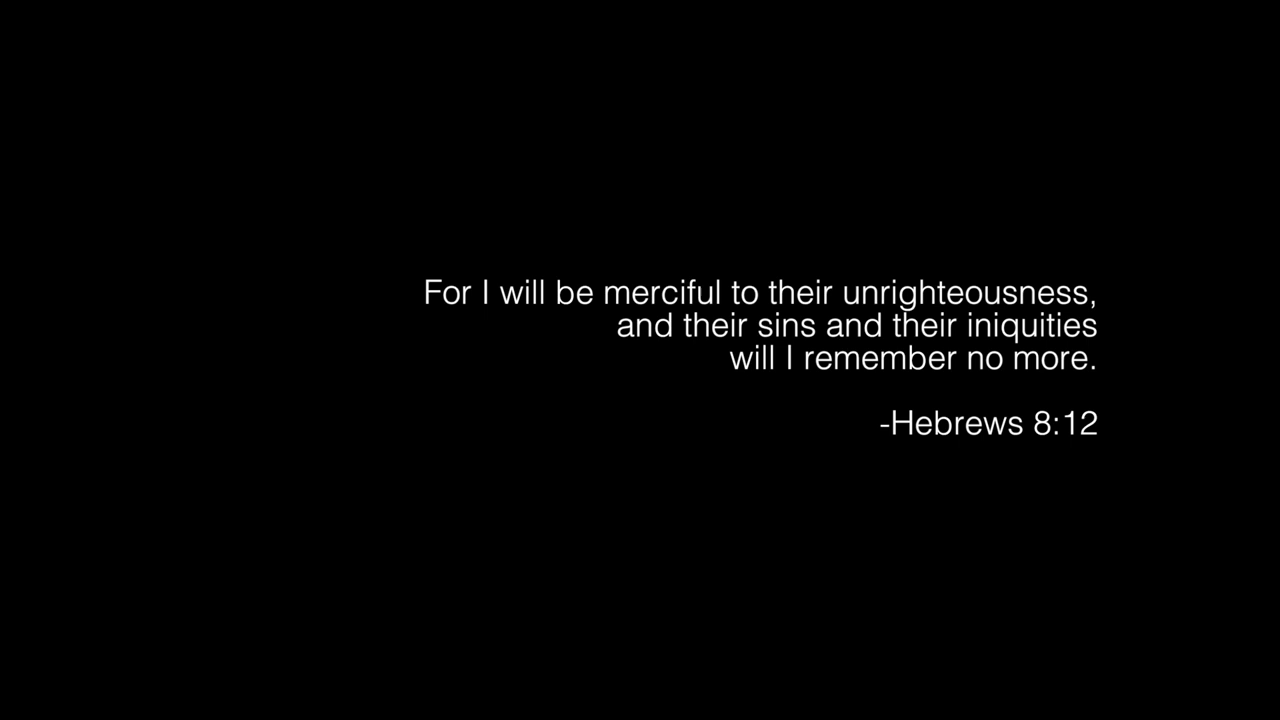 For I will be merciful to their unrighteousness,
and their sins and their iniquities
will I remember no more.
-Hebrews 8:12